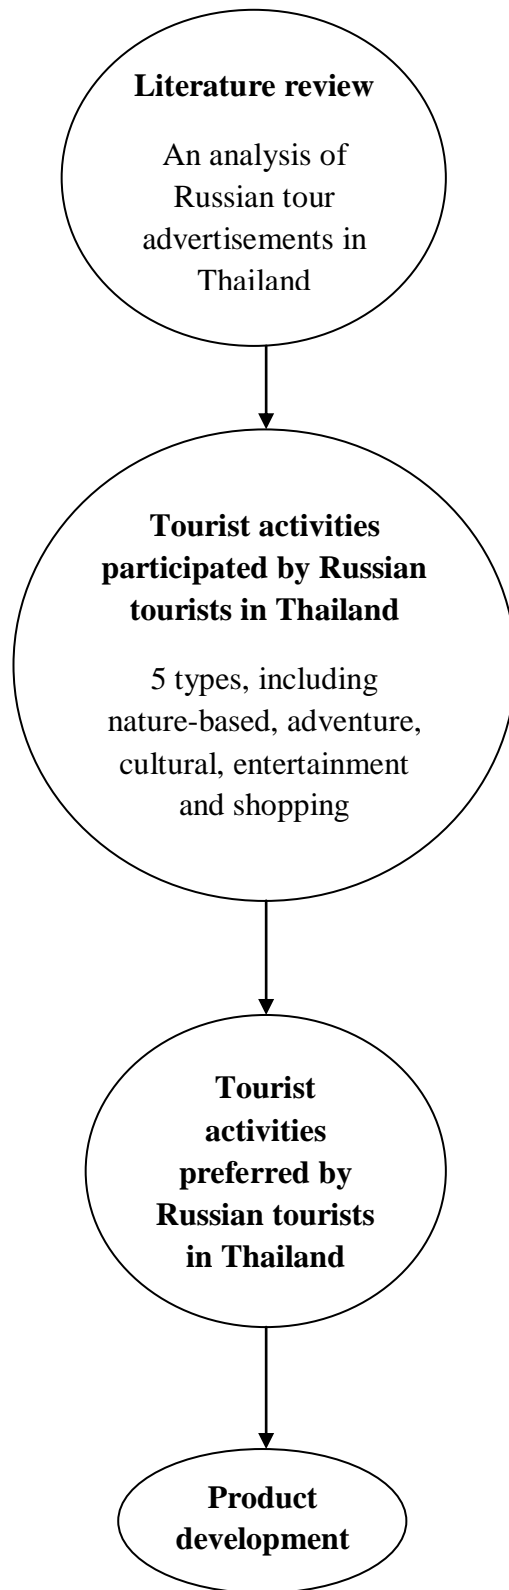 Literature review
An analysis of
Russian tour
advertisements in
Thailand
Tourist activities
participated by Russian
tourists in Thailand
5 types, including
nature-based, adventure,
cultural, entertainment
and shopping
Tourist
activities
preferred by
Russian tourists
in Thailand
Product
development